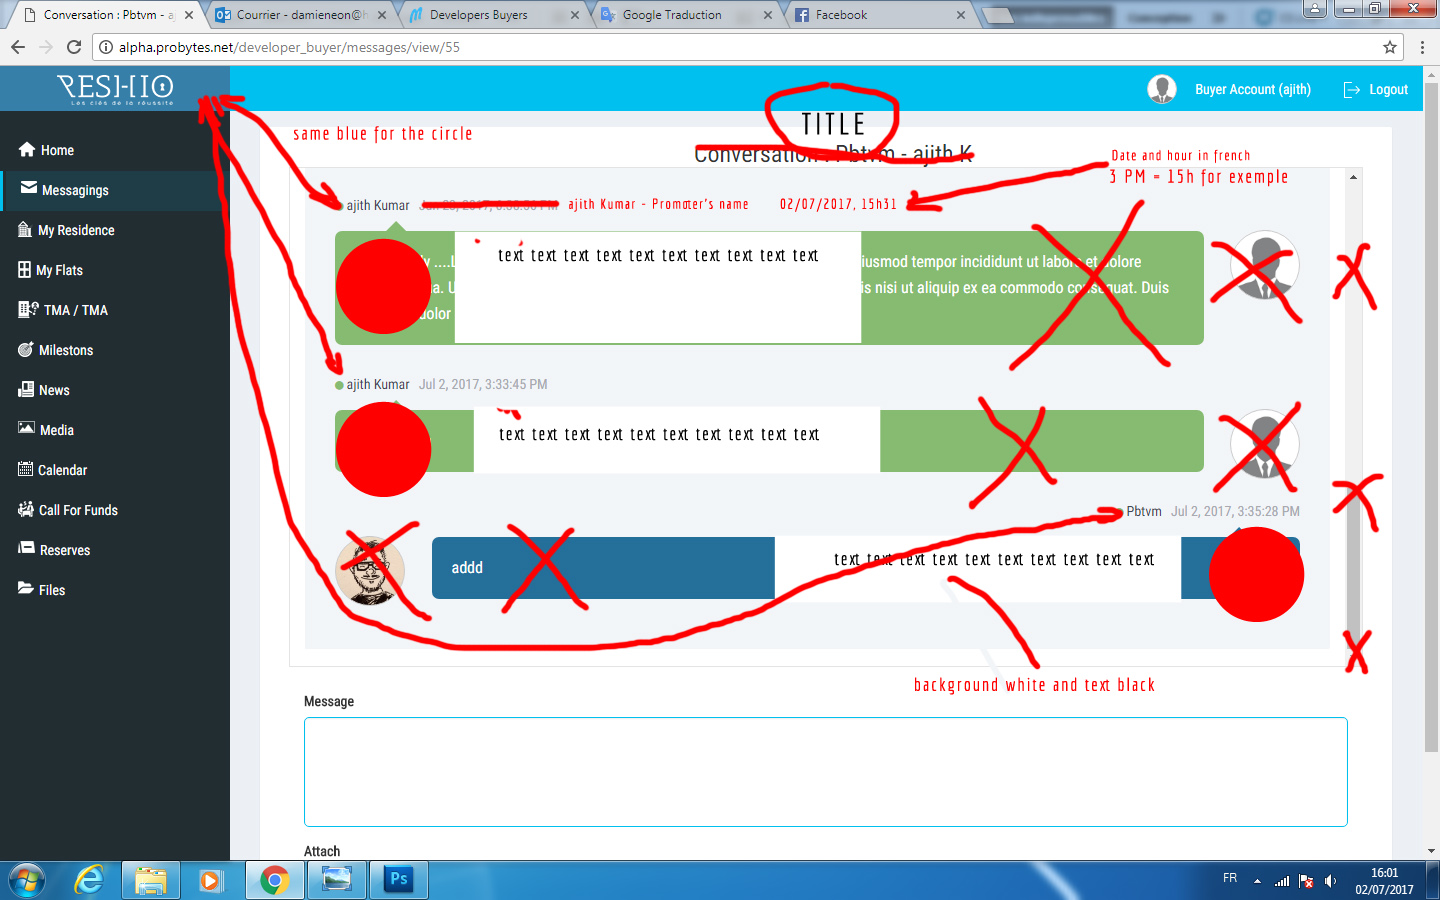 Conversation : Pbtvm - aj
Courrier - damieneon@h
Developers Buyers
Google Traduction
Facebook
alpha.probytes.net/developer_buyer/messages/view/55
RESHIO
Les clés de la réussite
Buyer Account (ajith)
Logout
Home
Messagings
My Residence
My Flats
TMA / TMA
Milestons
News
Media
Calendar
Call For Funds
Reserves
Files
same blue for the circle
TITLE
Conversation : Pbtvm - ajith K
Date and hour in french
3 PM = 15h for exemple
ajith Kumar
ajith Kumar - Promoter's name 02/07/2017, 15h31
text text text text text text text text text text
iusmod tempor incididunt ut labore et dolore
a. U
is nisi ut aliquip ex ea commodo consequat. Duis
dolor
ajith Kumar Jul 2, 2017, 3:33:45 PM
text text text text text text text text text text
Pbtvm Jul 2, 2017, 3:35:28 PM
addd
text text text text text text text text text text
background white and text black
Message
Attach
Ps
FR
16:01
02/07/2017